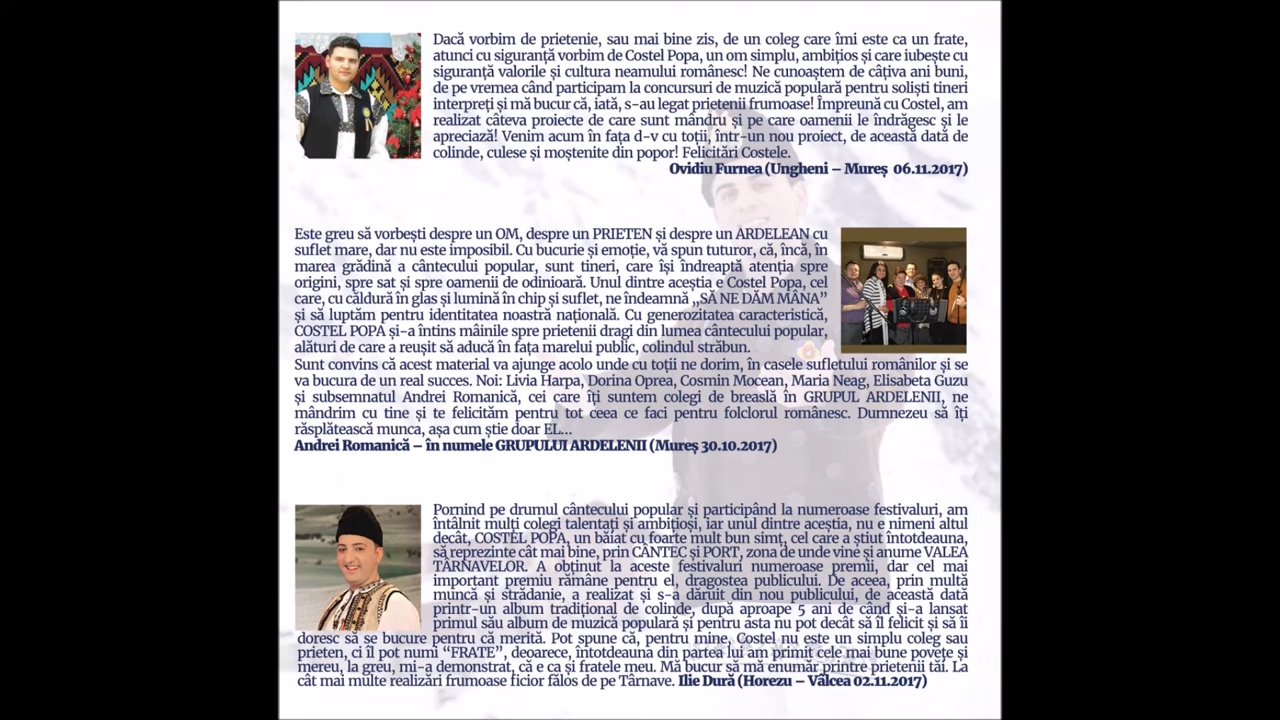 Dacă vorbim de prietenie, sau mai bine zis, de un coleg care îmi este ca un frate,
atunci cu siguranță vorbim de Costel Popa, un om simplu, ambițios și care iubește cu
siguranță valorile și cultura neamului românesc! Ne cunoaștem de câțiva ani buni,
de pe vremea când participam la concursuri de muzică populară pentru soliști tineri
interpreți și mă bucur că, iată, s-au legat prietenii frumoase! Împreună cu Costel, am
realizat câteva proiecte de care sunt mândru și pe care oamenii le îndrăgesc și le
apreciază! Venim acum în fața d-v cu toții, într-un nou proiect, de această dată de
colinde, culese și moștenite din popor! Felicitări Costele.
Ovidiu Furnea (Ungheni – Mureș 06.11.2017)
Este greu să vorbești despre un OM, despre un PRIETEN și despre un ARDELEAN cu
suflet mare, dar nu este imposibil. Cu bucurie și emoție, vă spun tuturor, că, încă, în
marea grădină a cântecului popular, sunt tineri, care își îndreaptă atenția spre
origini, spre sat și spre oamenii de odinioară. Unul dintre aceștia e Costel Popa, cel
care, cu căldură în glas și lumină în chip și suflet, ne îndeamnă „SĂ NE DĂM MÂNA”
și să luptăm pentru identitatea noastră națională. Cu generozitatea caracteristică,
COSTEL POPA și-a întins mâinile spre prietenii dragi din lumea cântecului popular,
alături de care a reușit să aducă în fața marelui public, colindul străbun.
Sunt convins că acest material va ajunge acolo unde cu toții ne dorim, în casele sufletului românilor și se
va bucura de un real succes. Noi: Livia Harpa, Dorina Oprea, Cosmin Mocean, Maria Neag, Elisabeta Guzu
și subsemnatul Andrei Romanică, cei care îți suntem colegi de breaslă în GRUPUL ARDELENII, ne
mândrim cu tine și te felicităm pentru tot ceea ce faci pentru folclorul românesc. Dumnezeu să îți
răsplătească munca, așa cum știe doar EL...
Andrei Romanică – în numele GRUPULUI ARDELENII (Mureș 30.10.2017)
Pornind pe drumul cântecului popular și participând la numeroase festivaluri, am
întâlnit mulți colegi talentați și ambițioși, iar unul dintre aceștia, nu e nimeni altul
decât, COSTEL POPA, un băiat cu foarte mult bun simț, cel care a știut întotdeauna,
să reprezinte cât mai bine, prin CÂNTEC și PORT, zona de unde vine și anume VALEA
TÂRNAVELOR. A obținut la aceste festivaluri numeroase premii, dar cel mai
important premiu rămâne pentru el, dragostea publicului. De aceea, prin multă
muncă și strădanie, a realizat și s-a dăruit din nou publicului, de această dată
printr-un album tradițional de colinde, după aproape 5 ani de când și-a lansat
primul său album de muzică populară și pentru asta nu pot decât să îl felicit și să îi
doresc să se bucure pentru că merită. Pot spune că, pentru mine, Costel nu este un simplu coleg sau
prieten, ci îl pot numi “FRATE”, deoarece, întotdeauna din partea lui am primit cele mai bune povețe și
mereu, la greu, mi-a demonstrat, că e ca și fratele meu. Mă bucur să mă enumăr printre prietenii tăi. La
cât mai multe realizări frumoase ficior fălos de pe Târnave. Ilie Dură (Horezu – Vâlcea 02.11.2017)